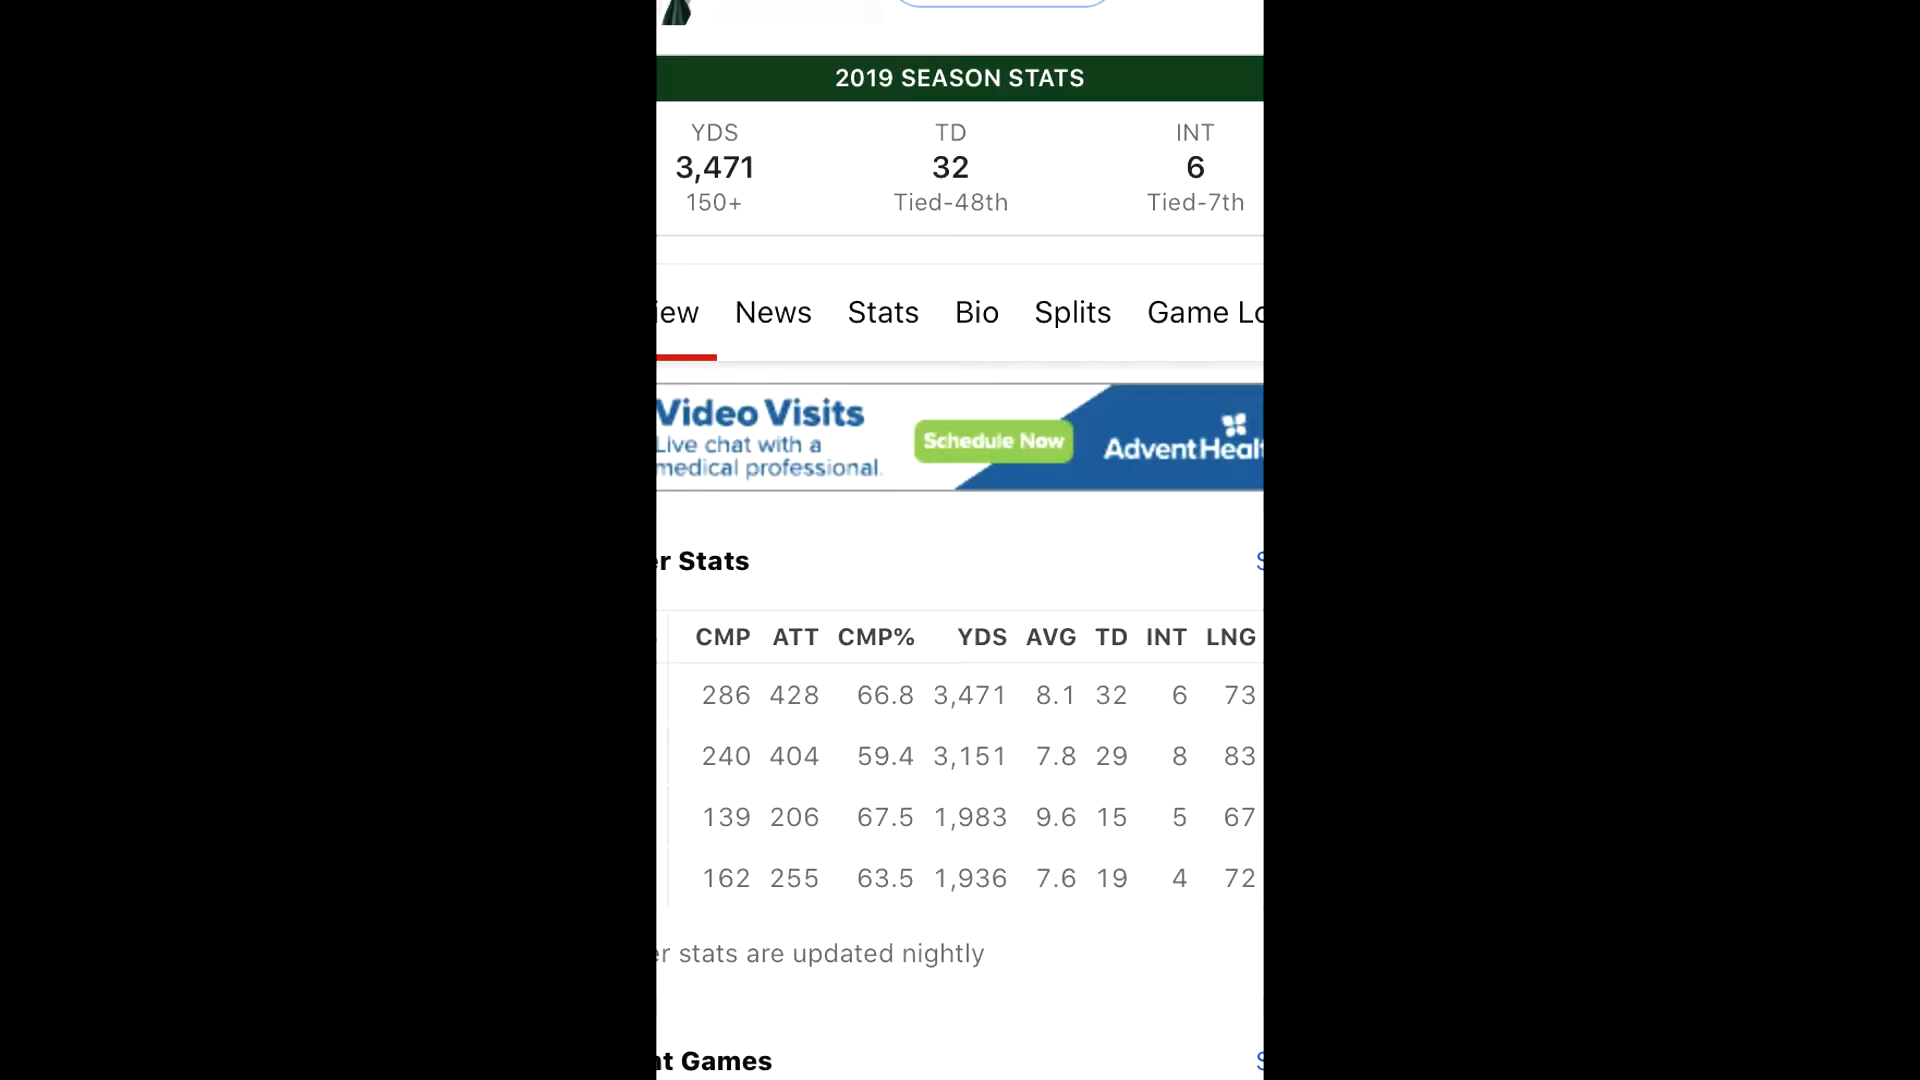 2019 SEASON STATS
YDS TD INT
3,471 32 6
150+ Tied-48th Tied-7th
News Stats Bio Splits Game
Video Visits
Live chat with a
medical professional.
Schedule Now
Stats
CMP ATT CMP% YDS AVG TD INT LNG
286 428 66.8 3,471 8.1 32 6 73
240 404 59.4 3,151 7.8 29 8 83
139 206 67.5 1,983 9.6 15 5 67
162 255 63.5 1,936 7.6 19 4 72
stats are updated nightly
Games